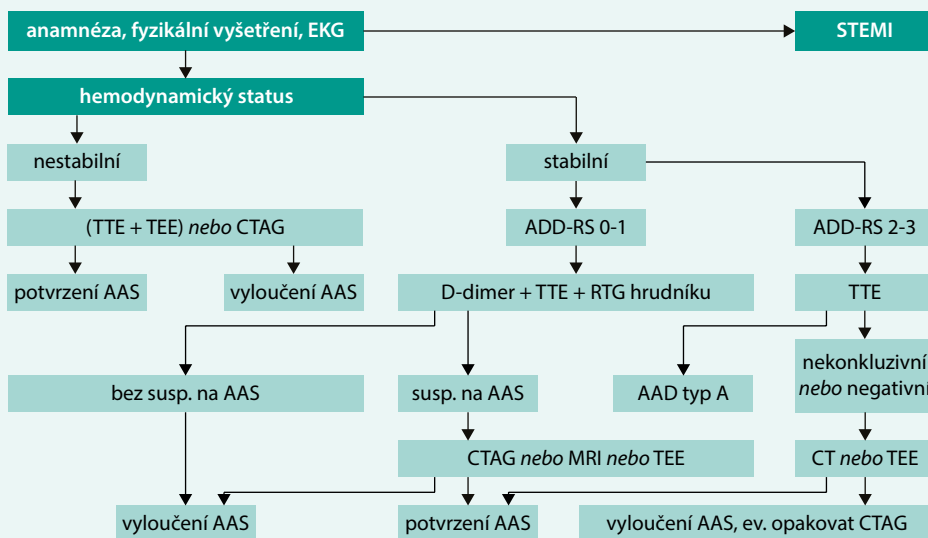 anamnéza, fyzikální vyšetření, EKG
STEMI
hemodynamický status
nestabilní
stabilní
(TTE + TEE) nebo CTAG
ADD-RS 0-1
ADD-RS 2-3
potvrzení AAS
vyloučení AAS
D-dimer + TTE + RTG hrudníku
TTE
bez susp. na AAS
susp. na AAS
AAD typ A
nekonkluzivní
nebo negativní
CTAG nebo MRI nebo TEE
CT nebo TEE
vyloučení AAS
potvrzení AAS
vyloučení AAS, ev. opakovat CTAG